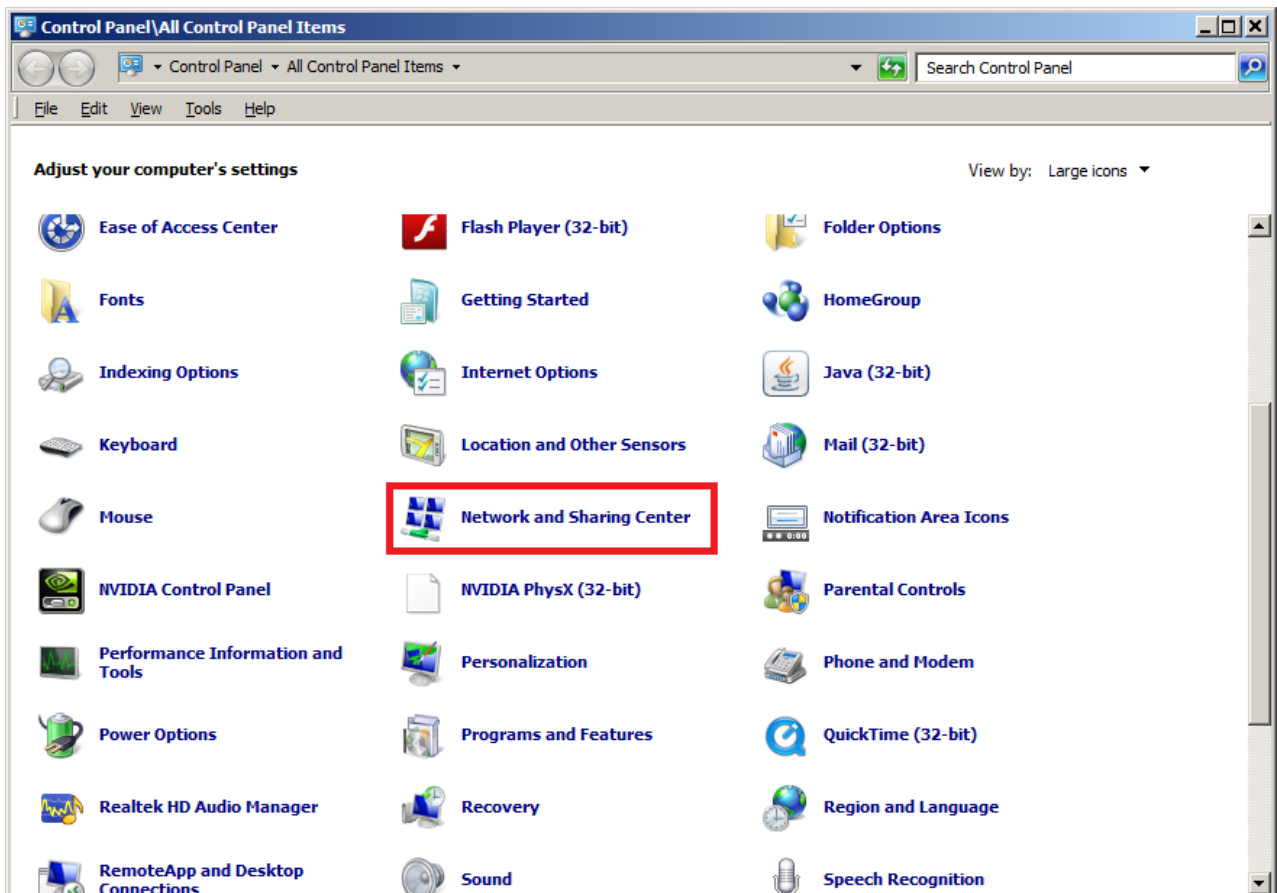 Control Panel\All Control Panel Items
Control Panel All Control Panel Items
Search Control Panel
File Edit View Tools Help
Adjust your computer's settings
View by: Large icons
Ease of Access Center
Flash Player (32-bit)
Folder Options
Fonts
Getting Started
HomeGroup
Indexing Options
Internet Options
Java (32-bit)
Keyboard
Location and Other Sensors
Mail (32-bit)
Mouse
Network and Sharing Center
Notification Area Icons
NVIDIA Control Panel
NVIDIA PhysX (32-bit)
Parental Controls
Performance Information and
Tools
Personalization
Phone and Modem
Power Options
Programs and Features
QuickTime (32-bit)
Realtek HD Audio Manager
Recovery
Region and Language
RemoteApp and Desktop
Connections
Sound
Speech Recognition